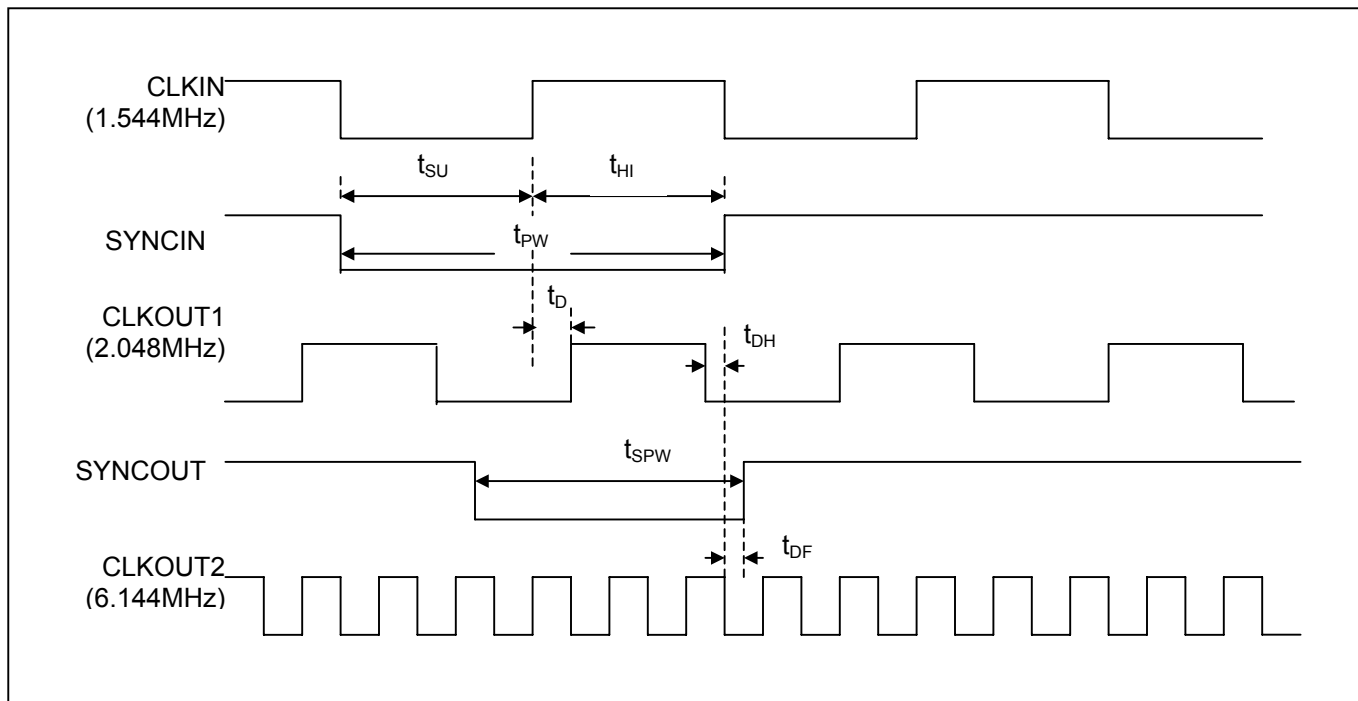 CLKIN
(1.544MHz)
tSU
tHI
SYNCIN
tPW
tD
CLKOUT1
(2.048MHz)
tDH
SYNCOUT
tSPW
tDF
CLKOUT2
(6.144MHz)